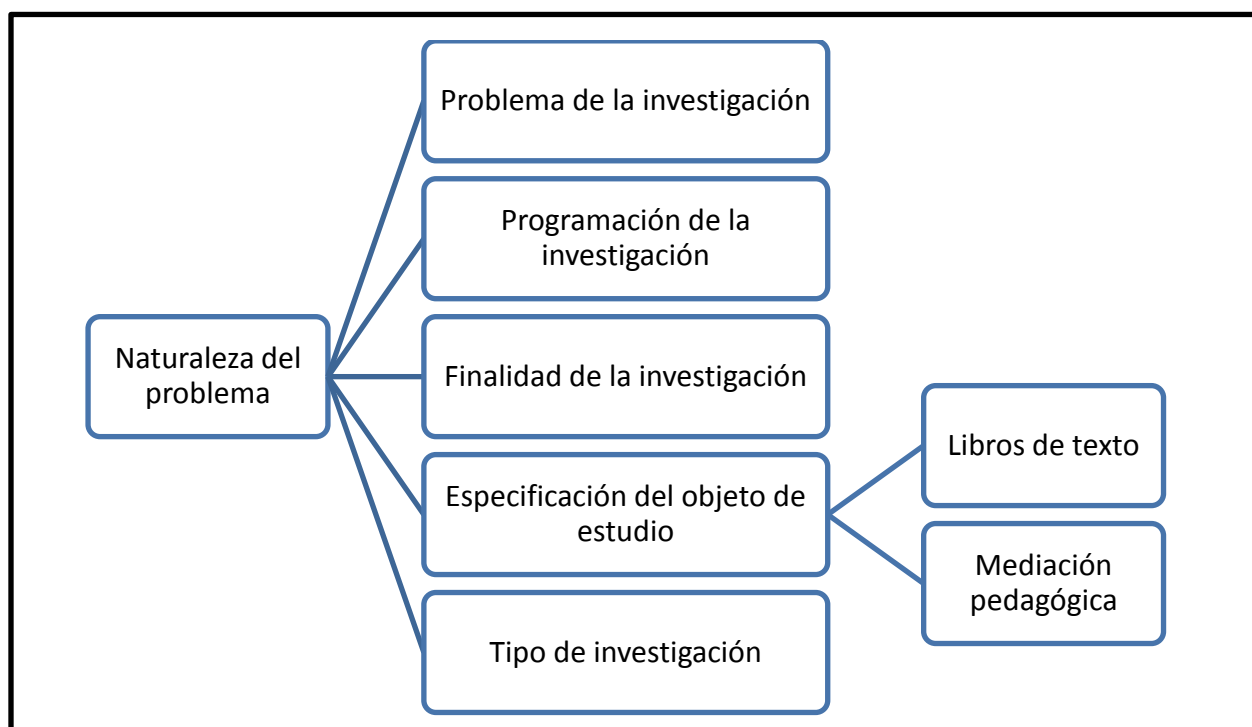 Problema de la investigación
Programación de la
investigación
Naturaleza del
problema
Finalidad de la investigación
Especificación del objeto de
estudio
Libros de texto
Mediación
pedagógica
Tipo de investigación